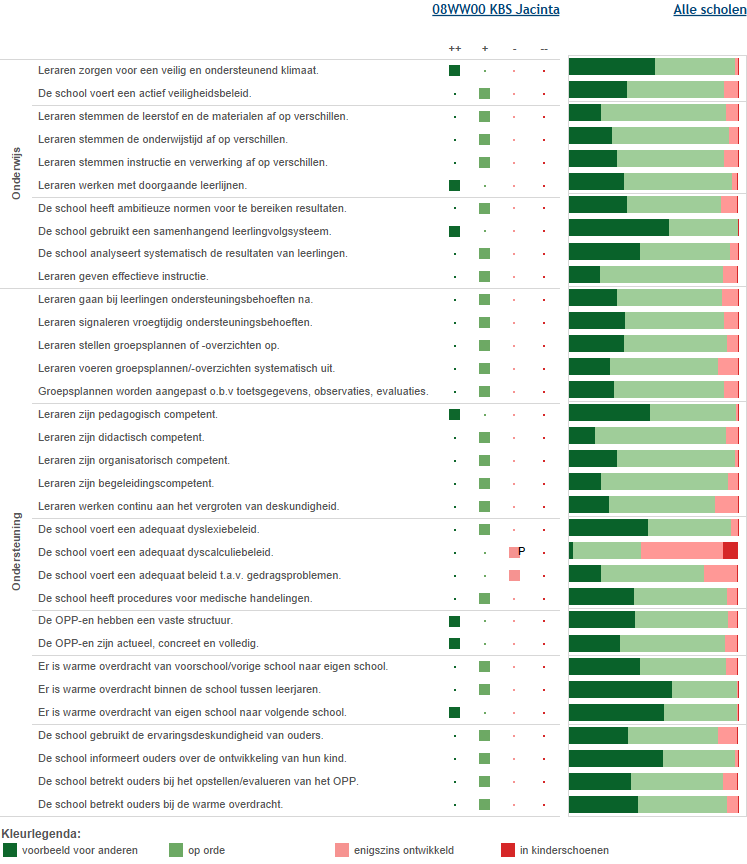 08WW00 KBS Jacinta Alle scholen
++ + - --
Onderwijs
Leraren zorgen voor een veilig en ondersteunend klimaat.
De school voert een actief veiligheidsbeleid.
Leraren stemmen de leerstof en de materialen af op verschillen.
Leraren stemmen de onderwijstijd af op verschillen.
Leraren stemmen instructie en verwerking af op verschillen.
Leraren werken met doorgaande leerlijnen.
De school heeft ambitieuze normen voor te bereiken resultaten.
De school gebruikt een samenhangend leerlingvolgsysteem.
De school analyseert systematisch de resultaten van leerlingen.
Leraren geven effectieve instructie.
Ondersteuning
Leraren gaan bij leerlingen ondersteuningsbehoeften na.
Leraren signaleren vroegtijdig ondersteuningsbehoeften.
Leraren stellen groepsplannen of -overzichten op.
Leraren voeren groepsplannen/-overzichten systematisch uit.
Groepsplannen worden aangepast o.b.v toetsgegevens, observaties, evaluaties.
Leraren zijn pedagogisch competent.
Leraren zijn didactisch competent.
Leraren zijn organisatorisch competent.
Leraren zijn begeleidingscompetent.
Leraren werken continu aan het vergroten van deskundigheid.
De school voert een adequaat dyslexiebeleid.
De school voert een adequaat dyscalculiebeleid. P
De school voert een adequaat beleid t.a.v. gedragsproblemen.
De school heeft procedures voor medische handelingen.
De OPP-en hebben een vaste structuur.
De OPP-en zijn actueel, concreet en volledig.
Er is warme overdracht van voorschool/vorige school naar eigen school.
Er is warme overdracht binnen de school tussen leerjaren.
Er is warme overdracht van eigen school naar volgende school.
De school gebruikt de ervaringsdeskundigheid van ouders.
De school informeert ouders over de ontwikkeling van hun kind.
De school betrekt ouders bij het opstellen/evalueren van het OPP.
De school betrekt ouders bij de warme overdracht.
Kleurlegenda:
voorbeeld voor anderen op orde enigszins ontwikkeld in kinderschoenen